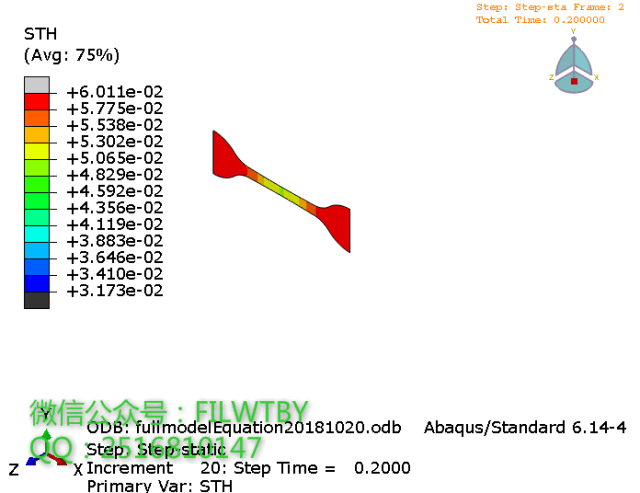 Step: Step-sta Frame: 2
Total Time: 0.200000
STH
(Avg: 75%)
+6.011e-02
+5.775e-02
+5.538e-02
+5.302e-02
+5.065e-02
+4.829e-02
+4.592e-02
+4.356e-02
+4.119e-02
+3.883e-02
+3.646e-02
+3.410e-02
+3.173e-02
Y
Z X
微信公众号：FILWTBY
Y
ODB: fullmodelEquation20181020.odb Abaqus/Standard 6.14-4
QQ：2516810147
Step: Step-static
Z X
Increment 20: Step Time = 0.2000
Primary Var: STH